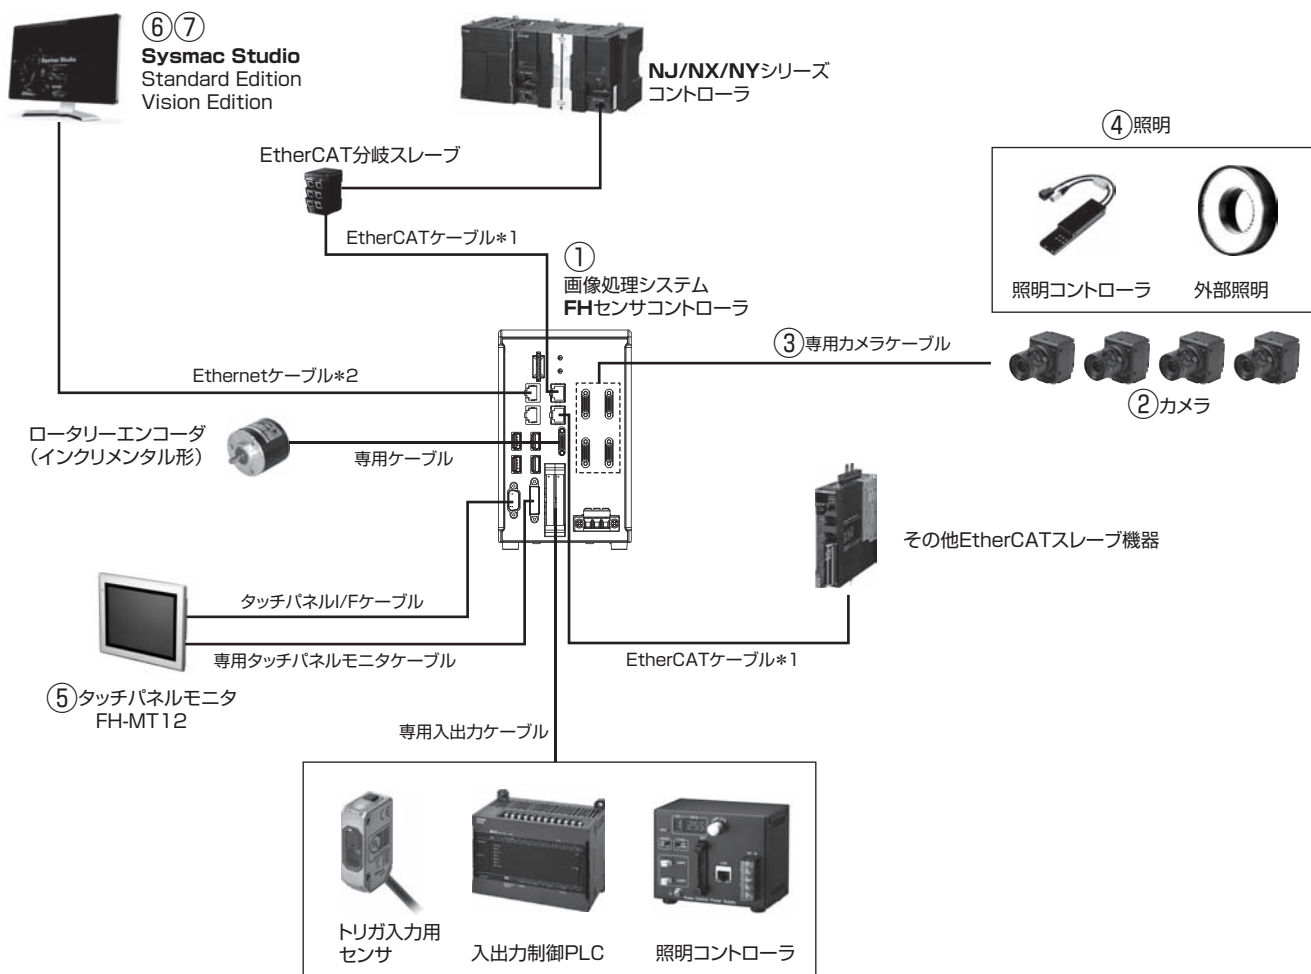 ⑥⑦
Sysmac Studio
Standard Edition
Vision Edition
NJ/NX/NYシリーズ
コントローラ
④照明
EtherCAT分岐スレーブ
EtherCATケーブル*1
①
画像処理システム
FHセンサコントローラ
照明コントローラ
外部照明
③専用カメラケーブル
Ethernetケーブル*2
②カメラ
ロータリーエンコーダ
(インクリメンタル形)
専用ケーブル
その他EtherCATスレーブ機器
タッチパネルI/Fケーブル
専用タッチパネルモニタケーブル
EtherCATケーブル*1
⑤タッチパネルモニタ
FH-MT12
専用入出力ケーブル
トリガ入力用
センサ
入出力制御PLC
照明コントローラ